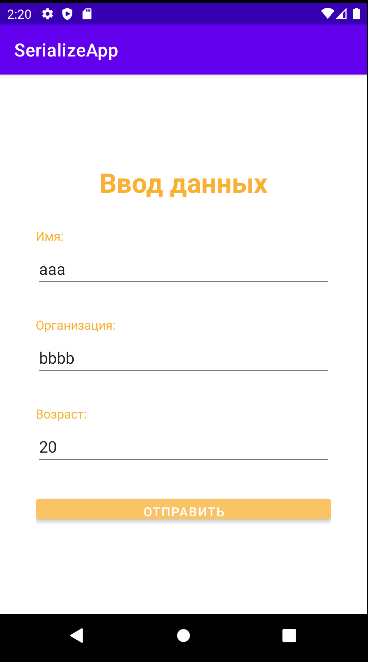 2:20
SerializeApp
Ввод данных
Имя:
aaa
Организация:
bbbb
Возраст:
20
ОТПРАВИТЬ